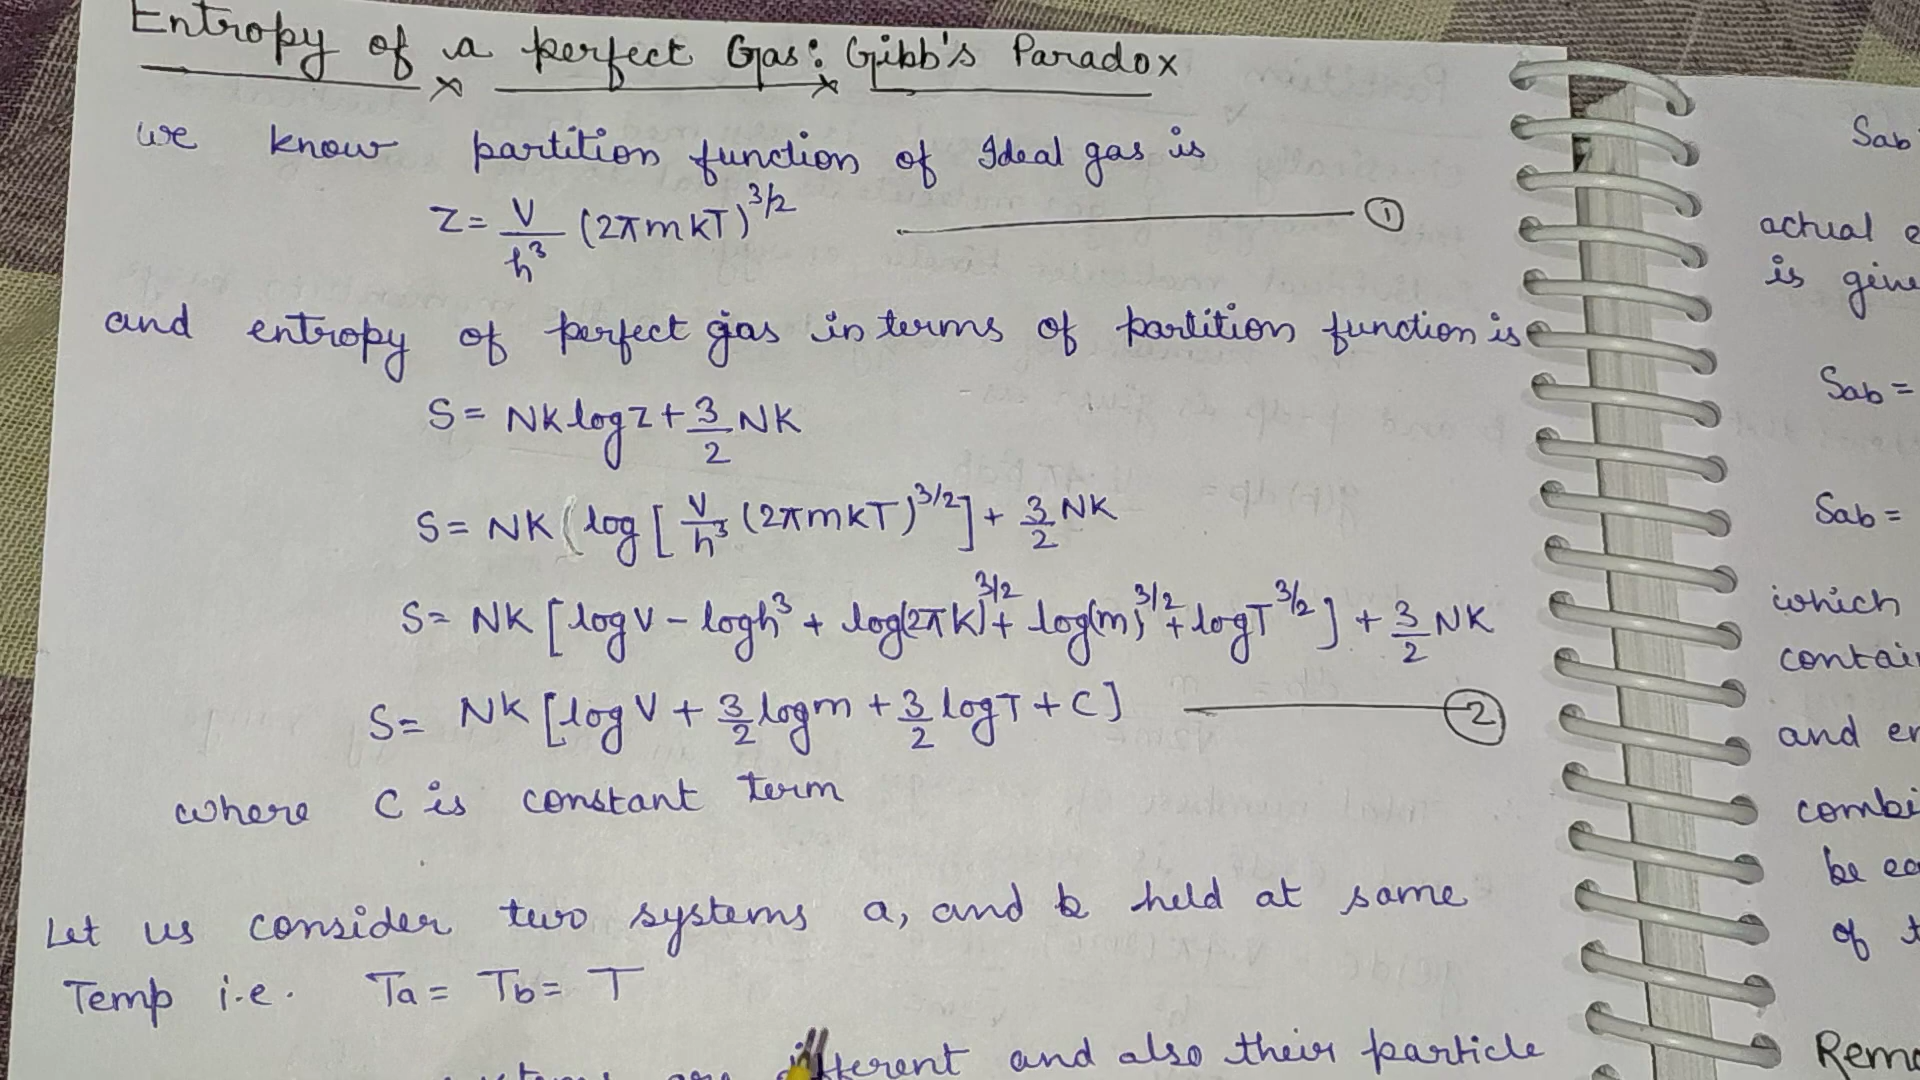 Entropy of a perfect Gas: Gibb's Paradox
we know partition function of Ideal gas is
Z = V/h³ (2πmkT)^3/2 ——— ①
and entropy of perfect gas in terms of partition function is
S = NK log Z + 3/2 NK
S = NK ( log [ V/h³ (2πmkT)^3/2 ] + 3/2 NK
S = NK [ log V - log h³ + log(2πK)^3/2 + log(m)^3/2 + log T^3/2 ] + 3/2 NK
S = NK [ log V + 3/2 log m + 3/2 log T + C ] ——— ②
where C is constant term
Let us consider two systems a, and b held at same
Temp i.e. Ta = Tb = T
and also their particle
Sab
actual e
is give
Sab =
Sab =
which
contai
and en
combi
be eq
of t
Rem